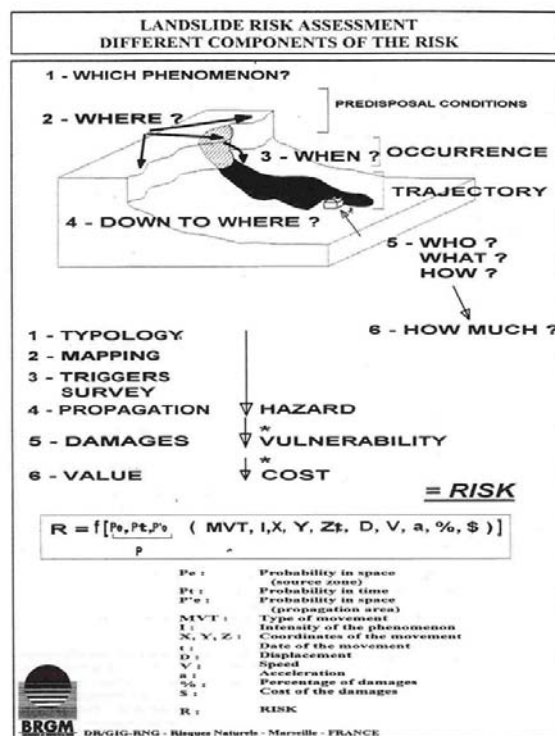 LANDSLIDE RISK ASSESSMENT
DIFFERENT COMPONENTS OF THE RISK
1 - WHICH PHENOMENON?
PREDISPOSAL CONDITIONS
2 - WHERE ?
3 - WHEN ?
OCCURRENCE
TRAJECTORY
4 - DOWN TO WHERE ?
5 - WHO ?
WHAT ?
HOW ?
6 - HOW MUCH ?
1 - TYPOLOGY
2 - MAPPING
3 - TRIGGERS
SURVEY
4 - PROPAGATION
HAZARD
*
5 - DAMAGES
VULNERABILITY
*
6 - VALUE
COST
= RISK
R = f[Pe, Pt, P'e ( MVT, I,X, Y, Zt, D, V, a, %, $ )]
P
Pe : Probability in space
(source zone)
Pt : Probability in time
P'e : Probability in space
(propagation area)
MVT : Type of movement
I : Intensity of the phenomenon
X, Y, Z : Coordinates of the movement
t : Date of the movement
D : Displacement
V : Speed
a : Acceleration
% : Percentage of damages
$ : Cost of the damages
R : RISK
BRGM
DR/GIG-RNG - Risques Naturels - Marseille - FRANCE